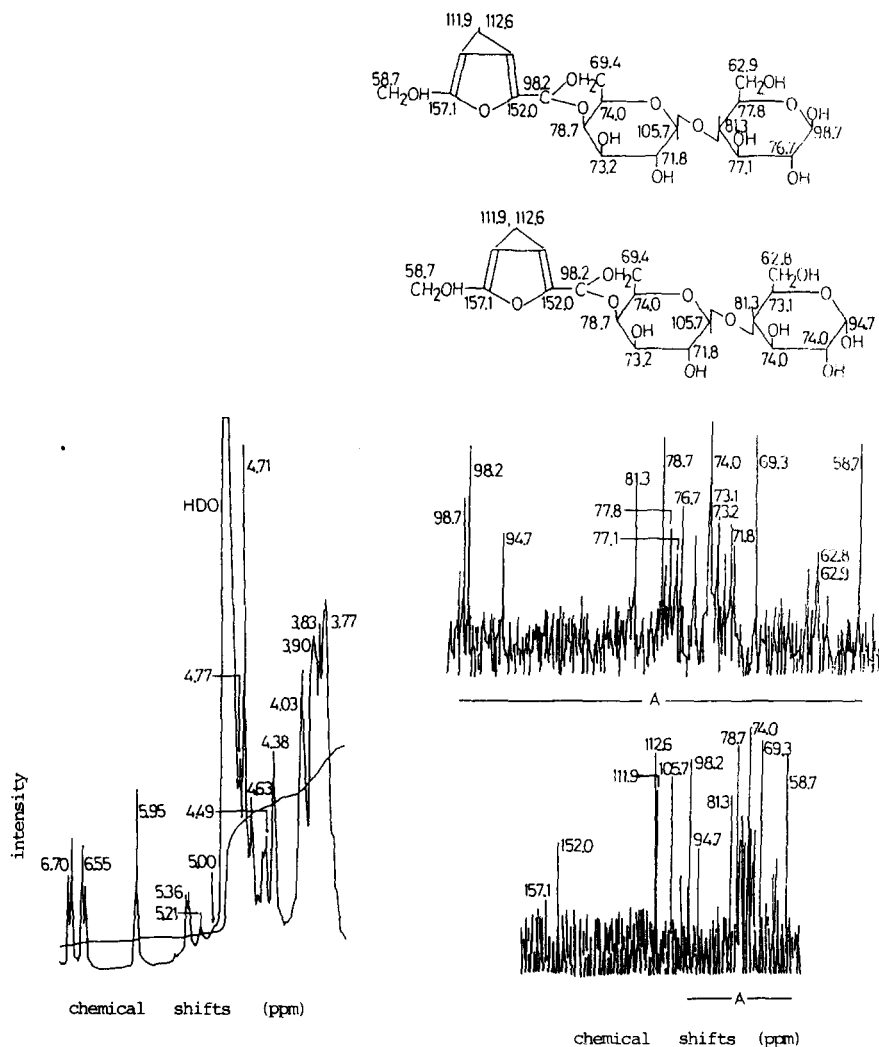 111.9 112.6
58.7
CH2OH
157.1
O
152.0
98.2
C
OH2C
69.4
O
78.7
74.0
O
OH
73.2
105.7
71.8
OH
O
62.9
CH2OH
77.8
81.3
O
OH
OH
98.7
76.7
77.1
OH
111.9, 112.6
58.7
CH2OH
157.1
O
152.0
98.2
C
OH2C
69.4
O
78.7
74.0
O
OH
73.2
105.7
71.8
OH
O
62.8
CH2OH
81.3
73.1
O
94.7
OH
OH
74.0
74.0
OH
HDO
4.71
4.77
3.83
3.77
3.90
4.03
4.38
4.63
4.49
5.95
6.70
6.55
5.00
5.36
5.21
intensity
chemical shifts (ppm)
98.2
98.7
94.7
81.3
78.7
77.8
76.7
77.1
74.0
73.1
73.2
71.8
69.3
58.7
62.8
62.9
A
112.6
111.9
105.7
98.2
78.7
74.0
69.3
58.7
81.3
94.7
152.0
157.1
A
chemical shifts (ppm)